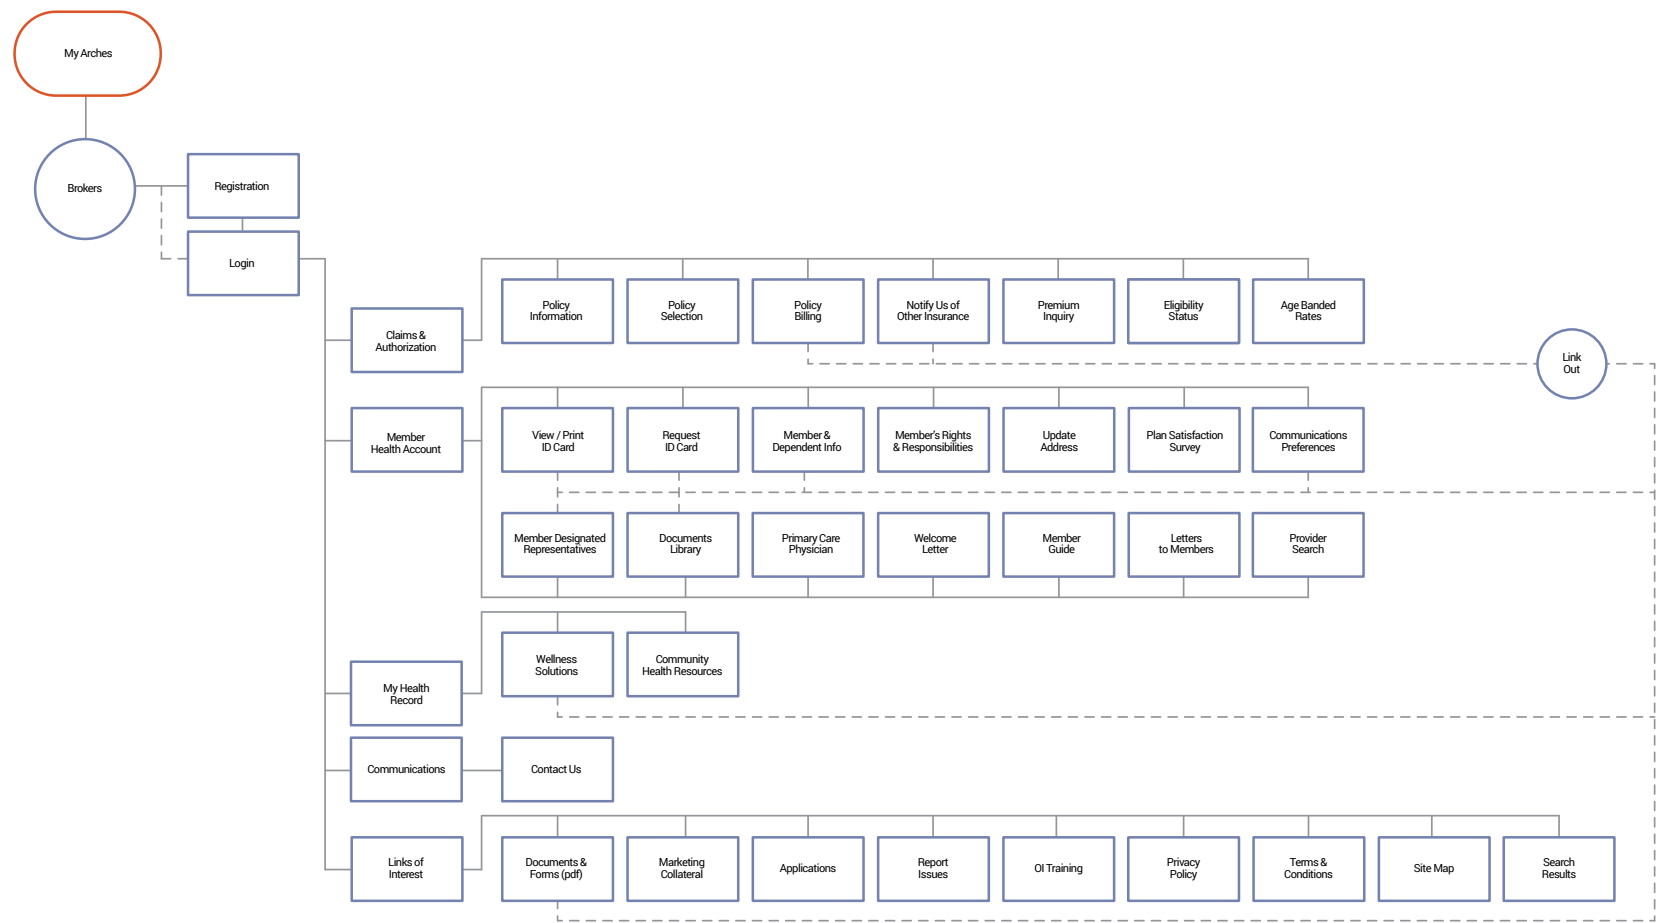 My Arches
Brokers
Registration
Login
Claims &
Authorization
Policy
Information
Policy
Selection
Policy
Billing
Notify Us of
Other Insurance
Premium
Inquiry
Eligibility
Status
Age Banded
Rates
Link
Out
Member
Health Account
View / Print
ID Card
Request
ID Card
Member &
Dependent Info
Member's Rights
& Responsibilities
Update
Address
Plan Satisfaction
Survey
Communications
Preferences
Member Designated
Representatives
Documents
Library
Primary Care
Physician
Welcome
Letter
Member
Guide
Letters
to Members
Provider
Search
My Health
Record
Wellness
Solutions
Community
Health Resources
Communications
Contact Us
Links of
Interest
Documents &
Forms (pdf)
Marketing
Collateral
Applications
Report
Issues
OI Training
Privacy
Policy
Terms &
Conditions
Site Map
Search
Results